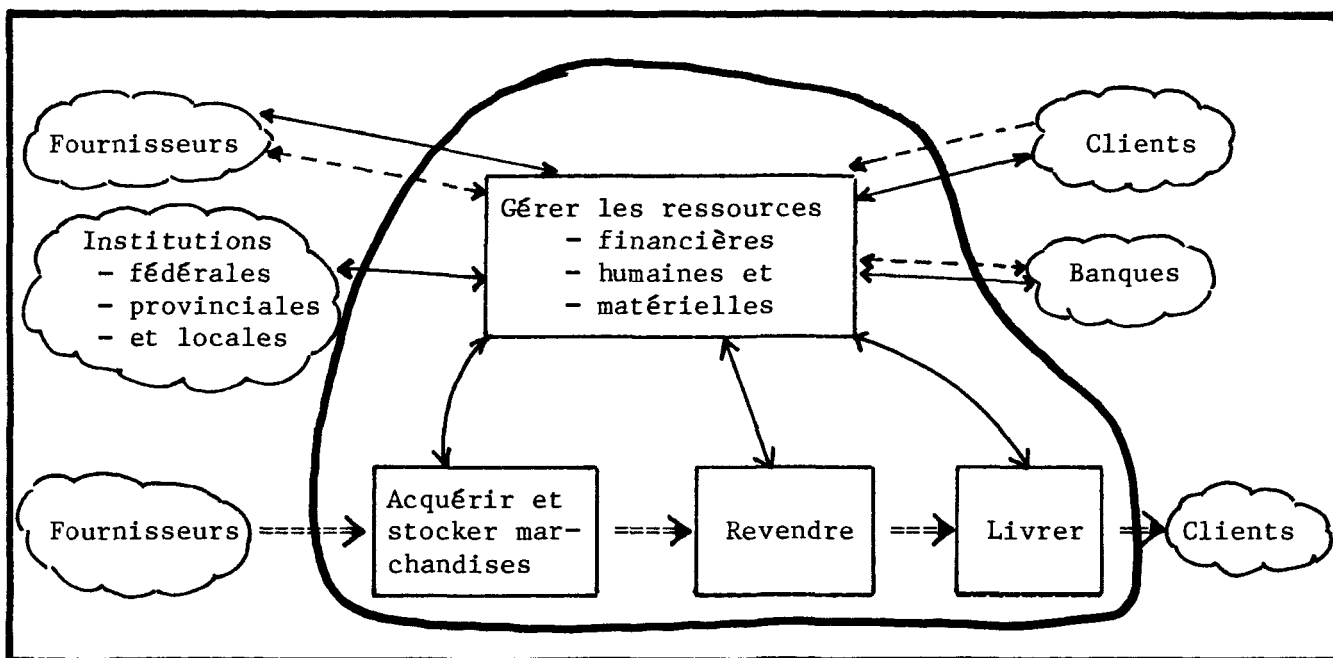 Fournisseurs
Clients
Institutions
- fédérales
- provinciales
- et locales
Gérer les ressources
- financières
- humaines et
- matérielles
Banques
Fournisseurs
Acquérir et
stocker mar-
chandises
Revendre
Livrer
Clients